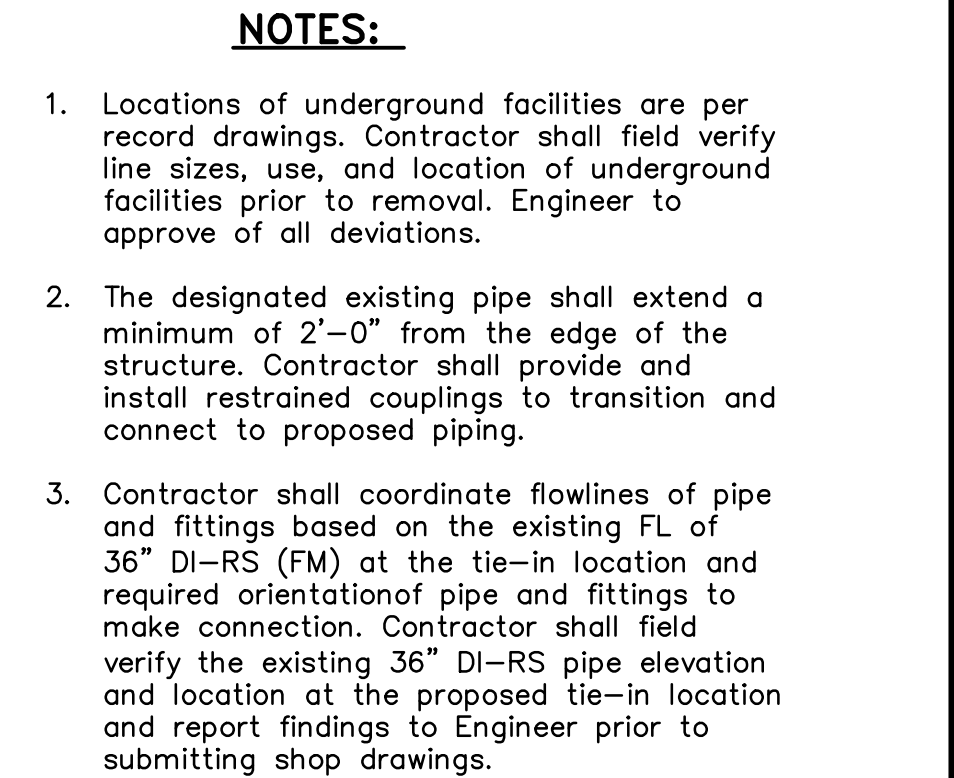 NOTES:
1. Locations of underground facilities are per
record drawings. Contractor shall field verify
line sizes, use, and location of underground
facilities prior to removal. Engineer to
approve of all deviations.
2. The designated existing pipe shall extend a
minimum of 2'–0” from the edge of the
structure. Contractor shall provide and
install restrained couplings to transition and
connect to proposed piping.
3. Contractor shall coordinate flowlines of pipe
and fittings based on the existing FL of
36” DI–RS (FM) at the tie–in location and
required orientationof pipe and fittings to
make connection. Contractor shall field
verify the existing 36” DI–RS pipe elevation
and location at the proposed tie–in location
and report findings to Engineer prior to
submitting shop drawings.